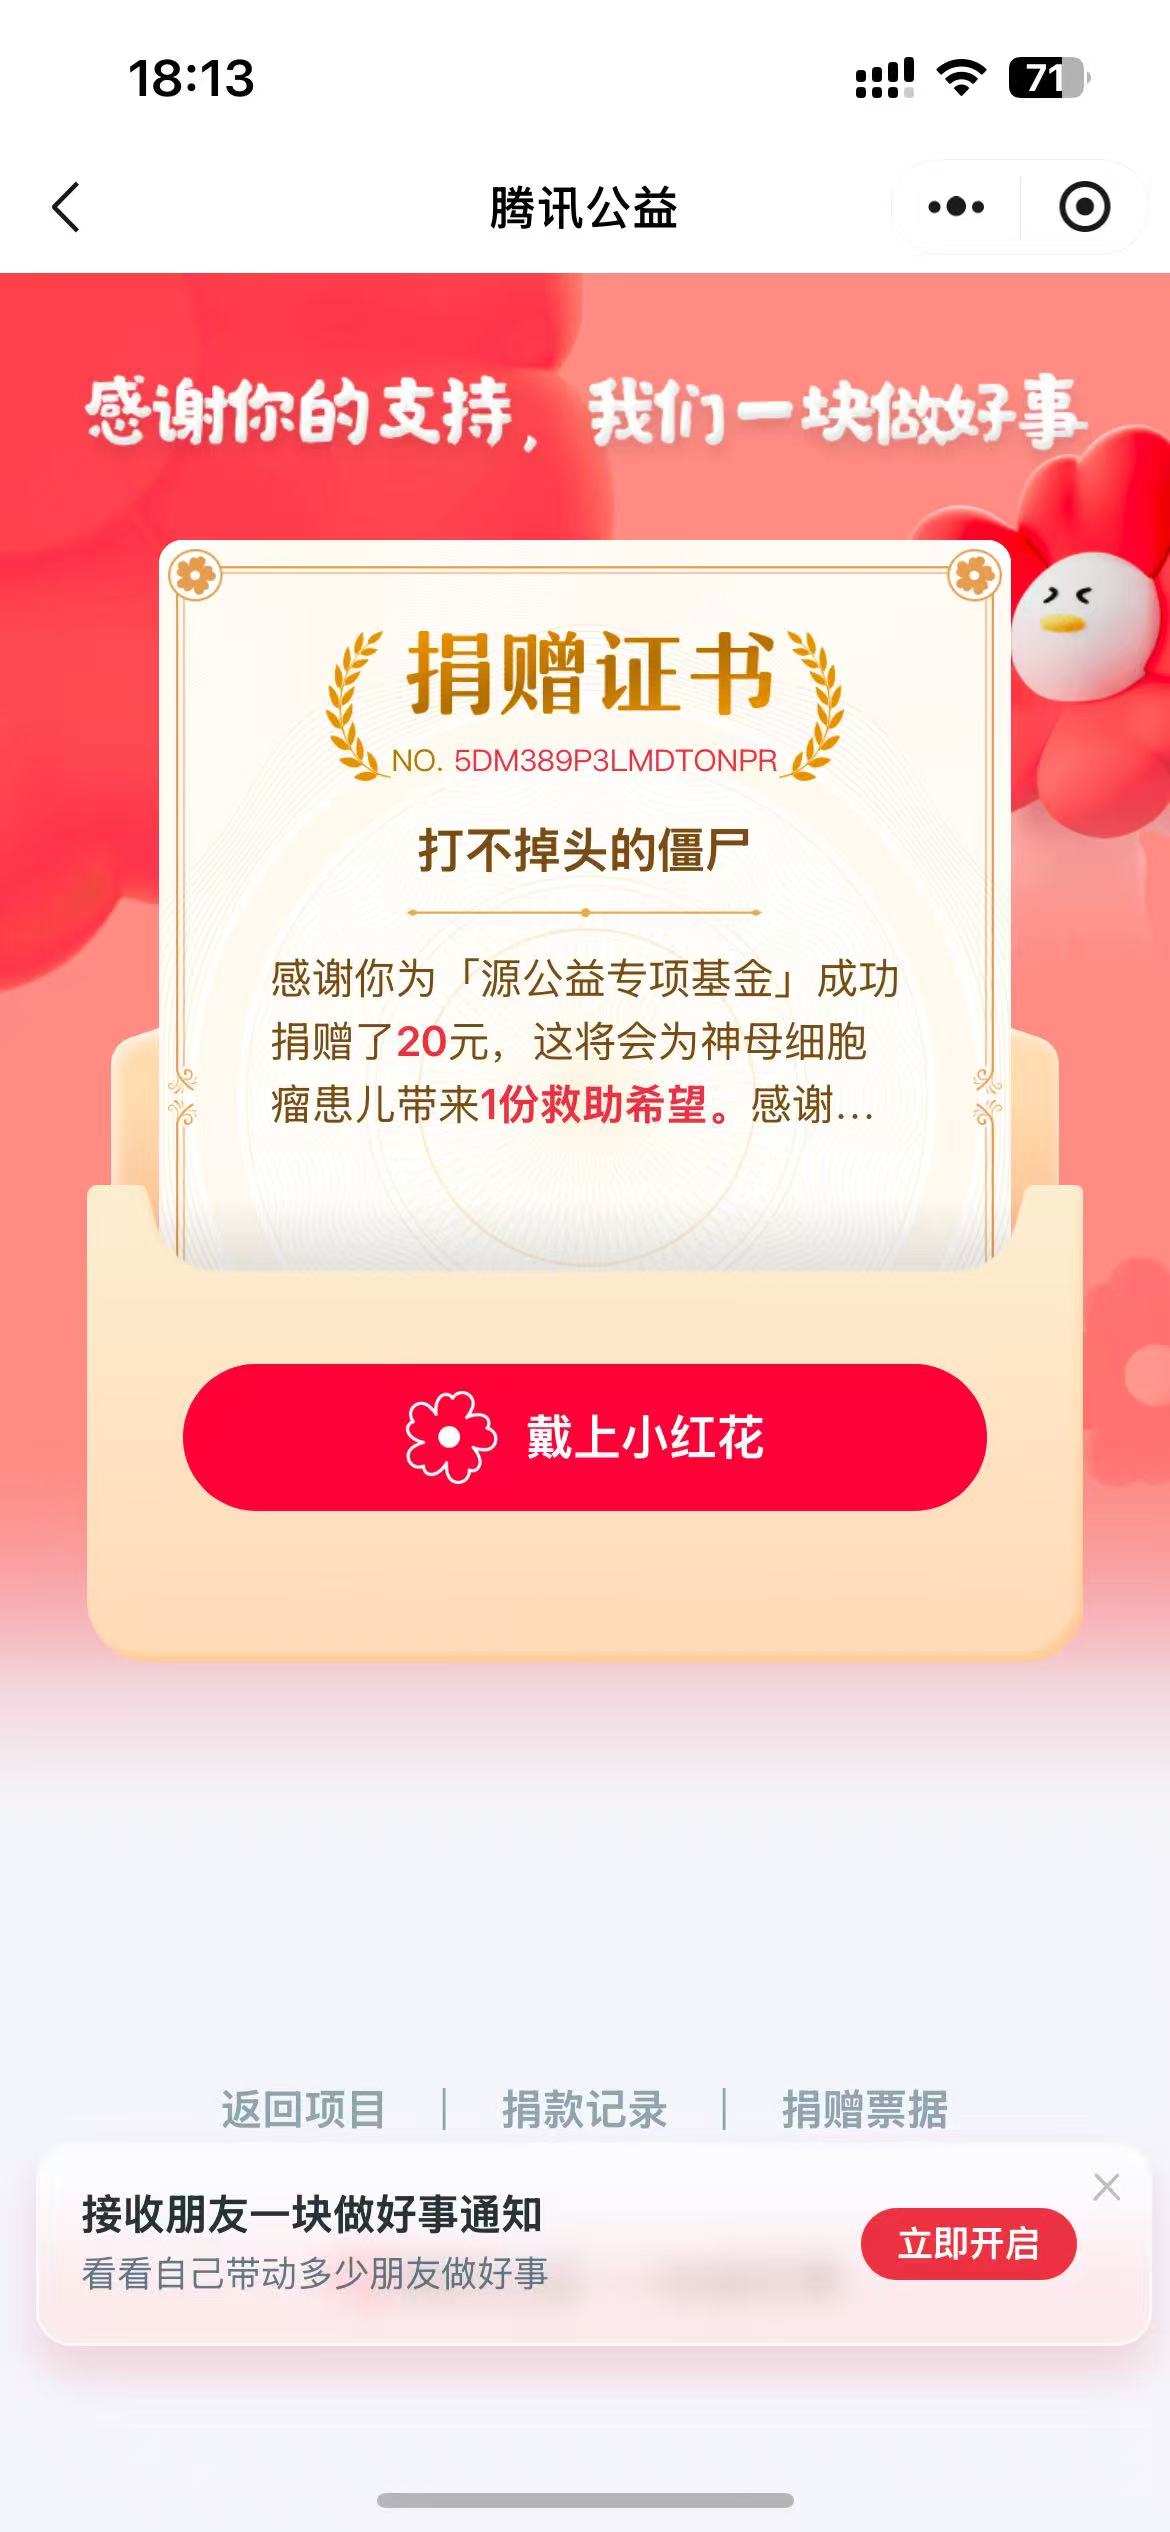 18:13
71
腾讯公益
感谢你的支持，我们一块做好事
捐赠证书
NO. 5DM389P3LMDTONPR
打不掉头的僵尸
感谢你为「源公益专项基金」成功
捐赠了20元，这将会为神母细胞
瘤患儿带来1份救助希望。感谢...
戴上小红花
返回项目 | 捐款记录 | 捐赠票据
接收朋友一块做好事通知
看看自己带动多少朋友做好事
立即开启